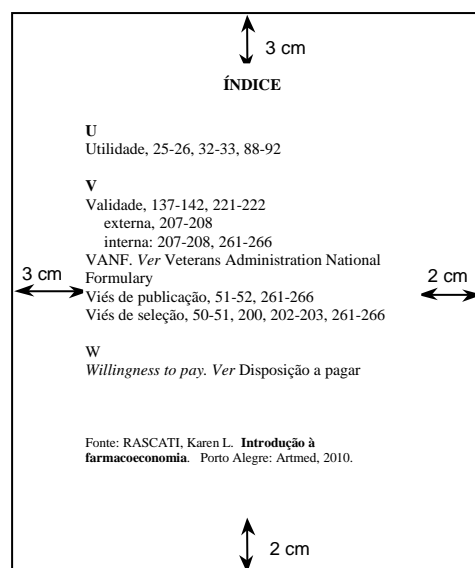 3 cm
ÍNDICE
U
Utilidade, 25-26, 32-33, 88-92
V
Validade, 137-142, 221-222
externa, 207-208
interna: 207-208, 261-266
VANF. Ver Veterans Administration National
Formulary
3 cm
2 cm
Viés de publicação, 51-52, 261-266
Viés de seleção, 50-51, 200, 202-203, 261-266
W
Willingness to pay. Ver Disposição a pagar
Fonte: RASCATI, Karen L. Introdução à
farmacoeconomia. Porto Alegre: Artmed, 2010.
2 cm